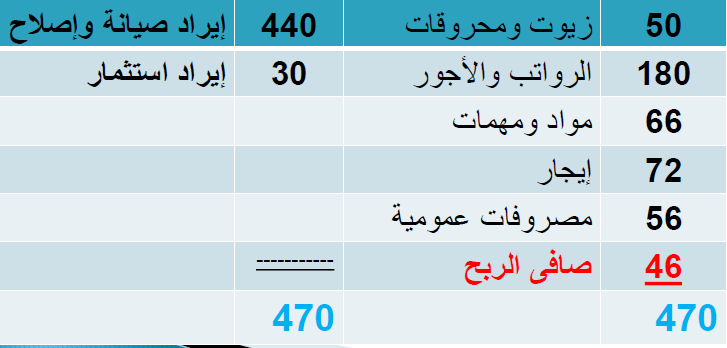 50 زيوت ومحروقات 440 إيراد صيانة وإصلاح
180 الرواتب والأجور 30 إيراد استثمار
66 مواد ومهمات
72 إيجار
56 مصروفات عمومية
46 صافى الربح -----------
470 470